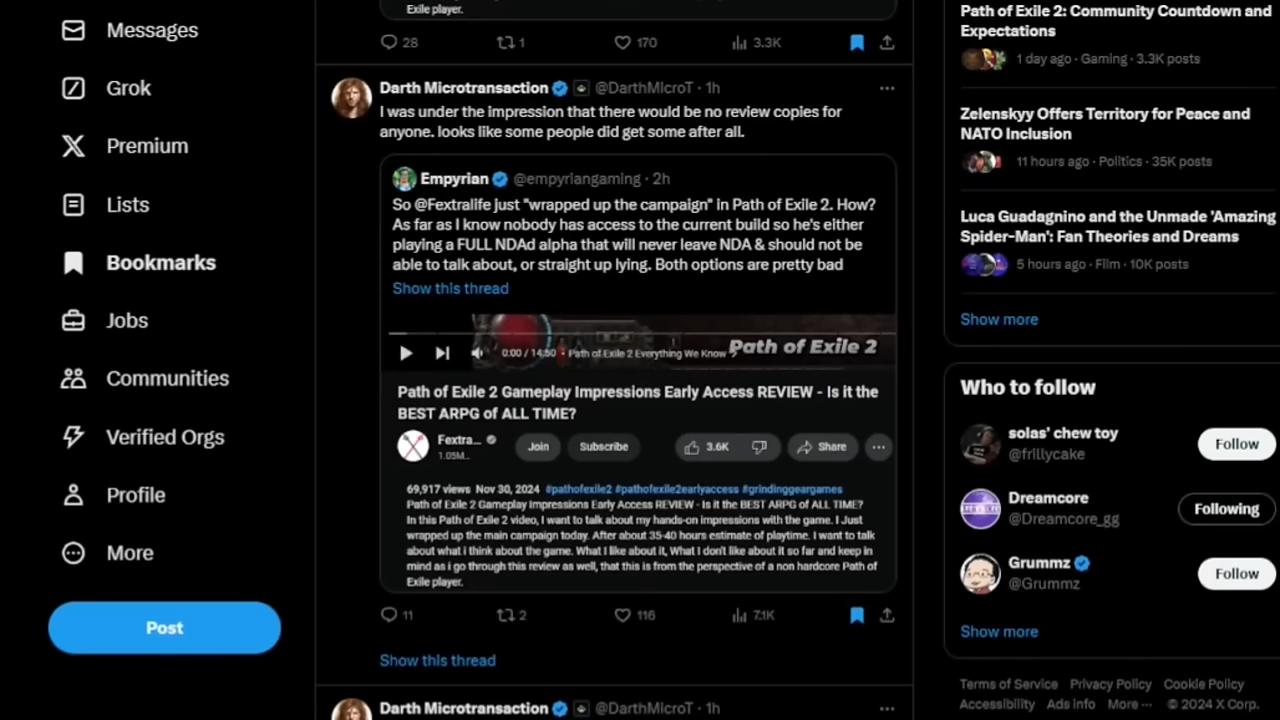 Messages
Grok
Premium
Lists
Bookmarks
Jobs
Communities
Verified Orgs
Profile
More
Post
Exile player.
28
1
170
3.3K
Darth Microtransaction @DarthMIcroT · 1h
I was under the impression that there would be no review copies for
anyone. looks like some people did get some after all.
Empyrian @empyriangaming · 2h
So @Fextralife just "wrapped up the campaign" in Path of Exile 2. How?
As far as I know nobody has access to the current build so he's either
playing a FULL NDAd alpha that will never leave NDA & should not be
able to talk about, or straight up lying. Both options are pretty bad
Show this thread
Path of Exile 2
0:00 / 14:50 · Path of Exile 2 Everything We Know
Path of Exile 2 Gameplay Impressions Early Access REVIEW - Is it the
BEST ARPG of ALL TIME?
Fextra...
1.05M..
Join
Subscribe
3.6K
Share
69,917 views Nov 30, 2024 #pathofexile2 #pathofexile2earlyaccess #grindinggeargames
Path of Exile 2 Gameplay Impressions Early Access REVIEW - Is it the BEST ARPG of ALL TIME?
In this Path of Exile 2 video, I want to talk about my hands-on impressions with the game. I Just
wrapped up the main campaign today. After about 35-40 hours estimate of playtime. I want to talk
about what i think about the game. What I like about it, What I don't like about it so far and keep in
mind as i go through this review as well, that this is from the perspective of a non hardcore Path of
Exile player.
11
2
116
7.1K
Show this thread
Darth Microtransaction @DarthMIcroT · 1h
Path of Exile 2: Community Countdown and
Expectations
1 day ago · Gaming · 3.3K posts
Zelenskyy Offers Territory for Peace and
NATO Inclusion
11 hours ago · Politics · 35K posts
Luca Guadagnino and the Unmade 'Amazing
Spider-Man': Fan Theories and Dreams
5 hours ago · Film · 10K posts
Show more
Who to follow
solas' chew toy
@frillycake
Follow
Dreamcore
@Dreamcore_gg
Following
Grummz
@Grummz
Follow
Show more
Terms of Service Privacy Policy Cookie Policy
Accessibility Ads info More ··· © 2024 X Corp.